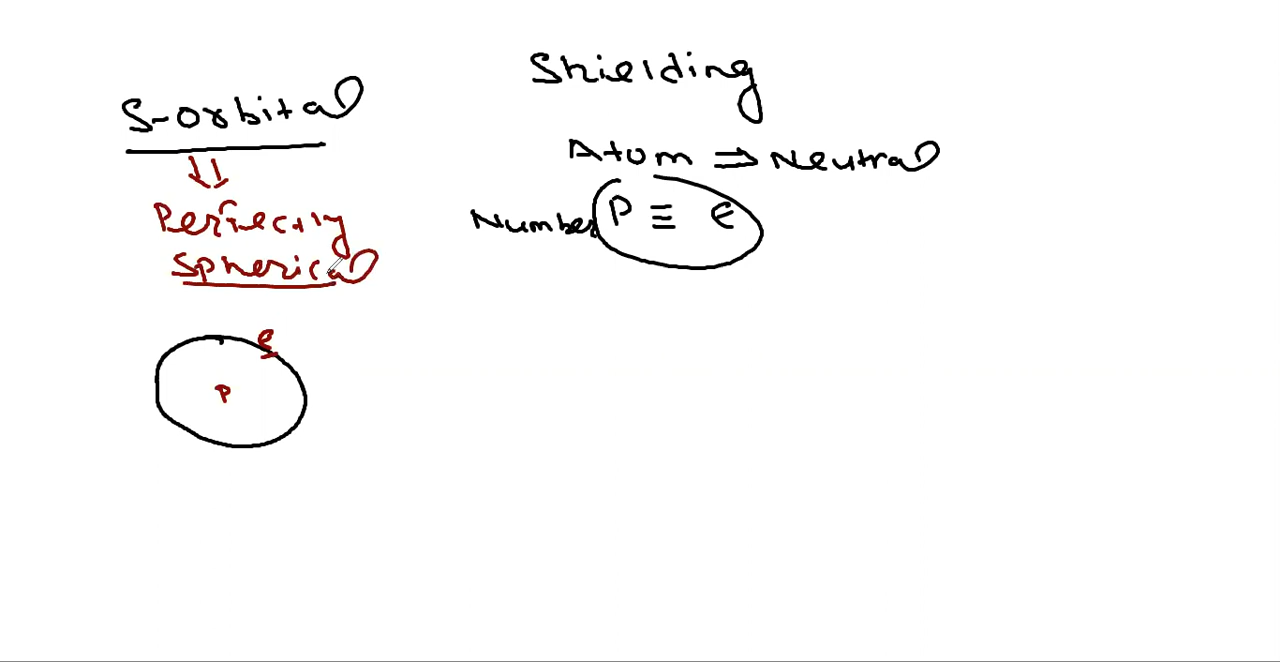 Shielding
S-orbital
Atom ⇒ Neutral
Perfectly
Number P ≡ e
Spherical
e
P